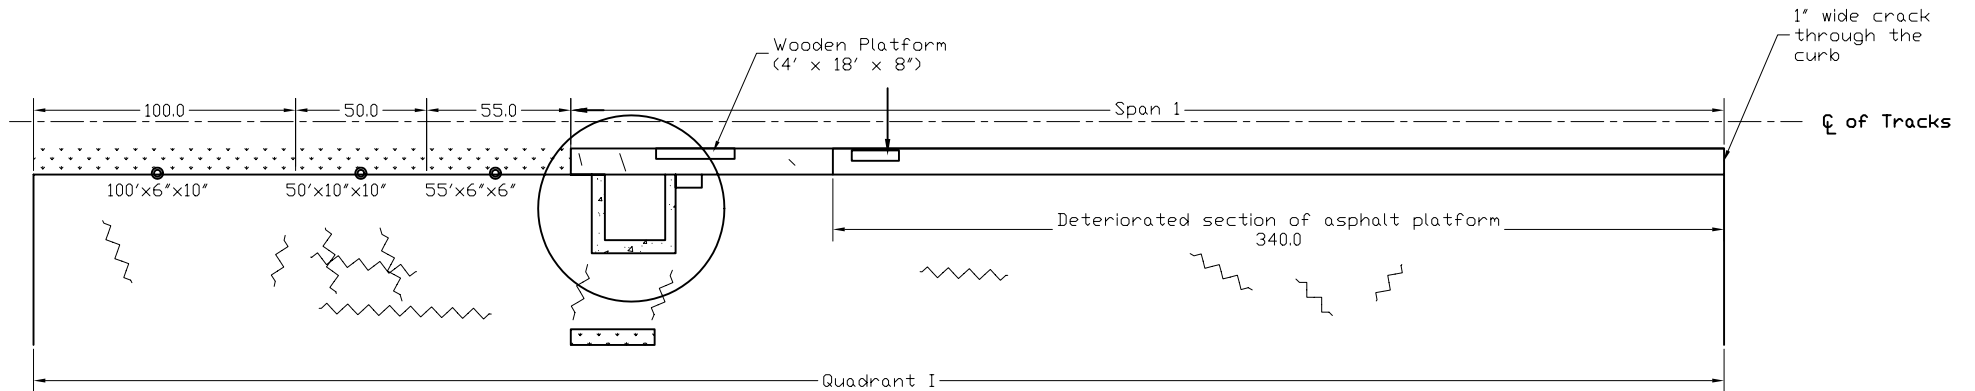 1" wide crack
through the
curb
Wooden Platform
(4' x 18' x 8")
100.0
50.0
55.0
Span 1
℄ of Tracks
100'x6"x10"
50'x10"x10"
55'x6"x6"
Deteriorated section of asphalt platform
340.0
Quadrant I